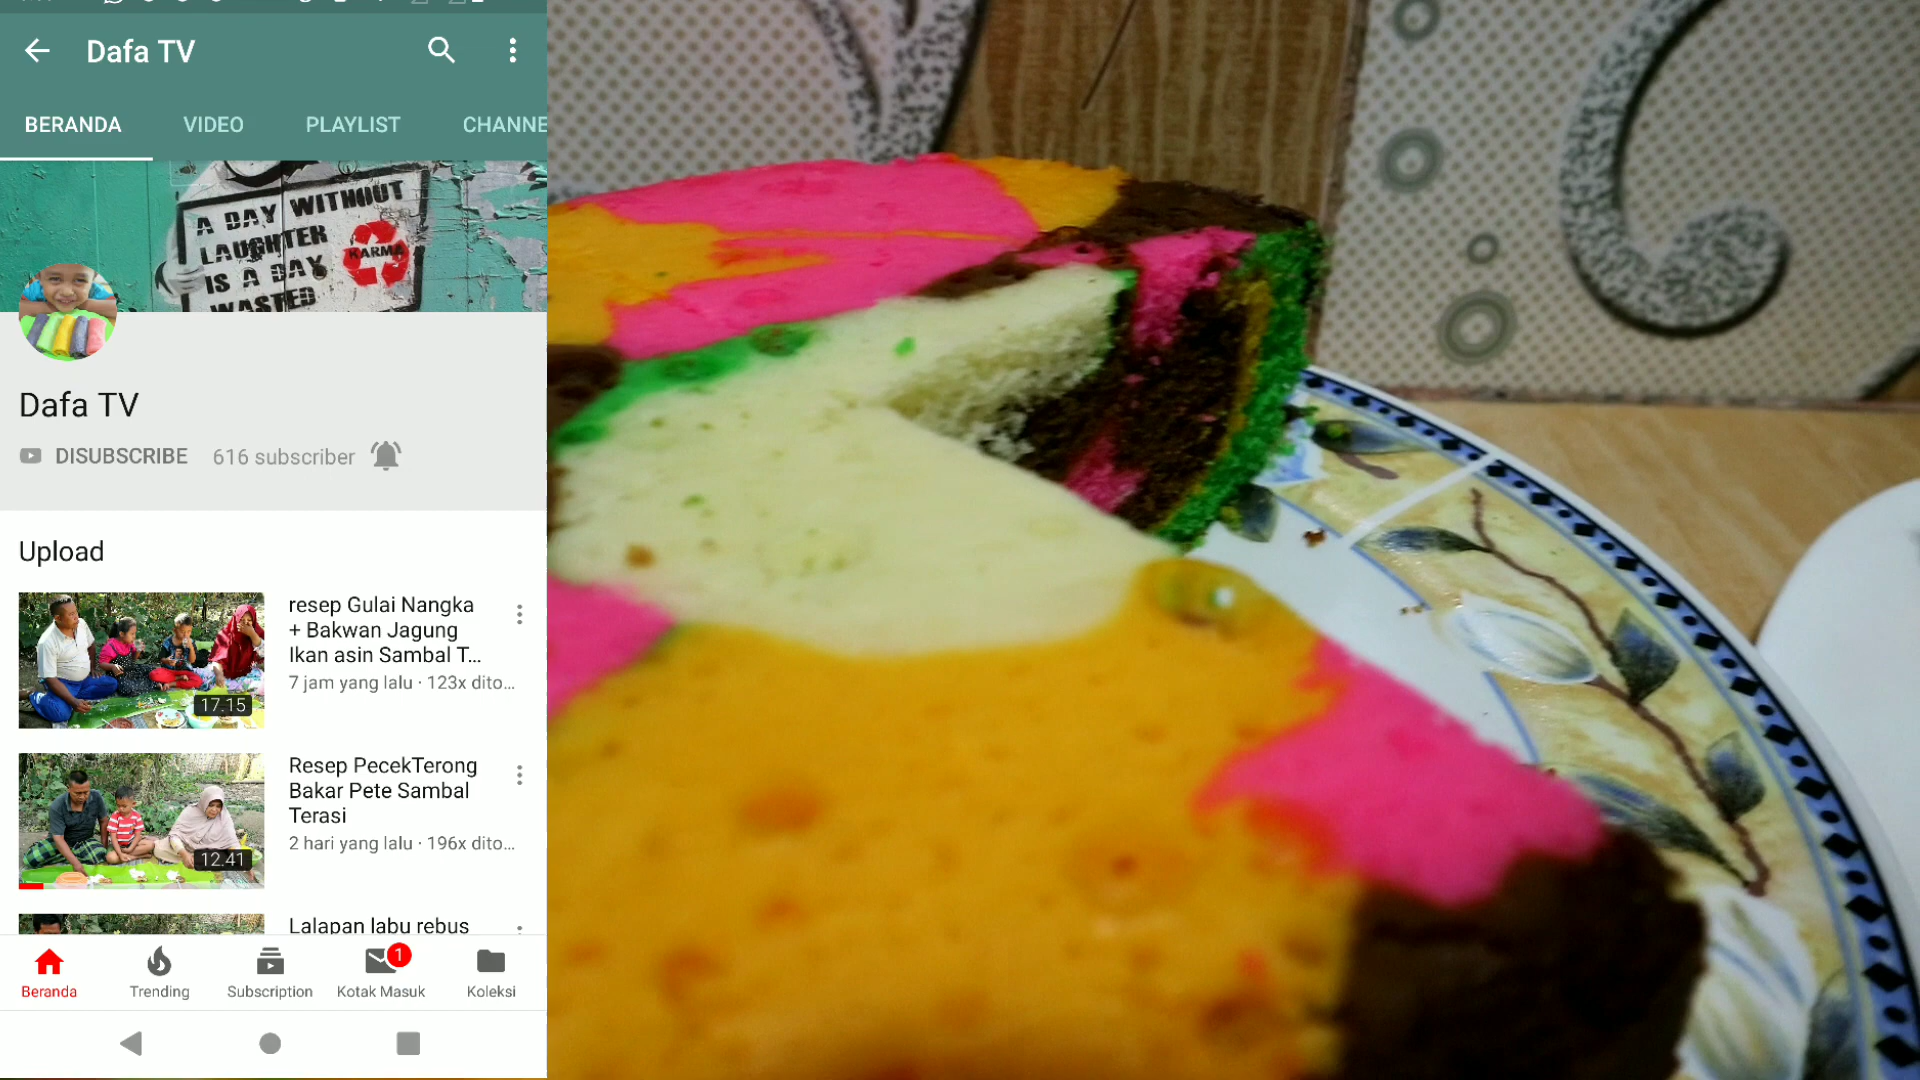 Dafa TV
BERANDA VIDEO PLAYLIST CHANNE
A DAY WITHOUT
LAUGHTER
IS A DAY
WASTED
KARMA
Dafa TV
DISUBSCRIBE 616 subscriber
Upload
resep Gulai Nangka
+ Bakwan Jagung
Ikan asin Sambal T...
7 jam yang lalu · 123x dito...
17.15
Resep PecekTerong
Bakar Pete Sambal
Terasi
2 hari yang lalu · 196x dito...
12.41
Lalapan labu rebus
1
Beranda Trending Subscription Kotak Masuk Koleksi